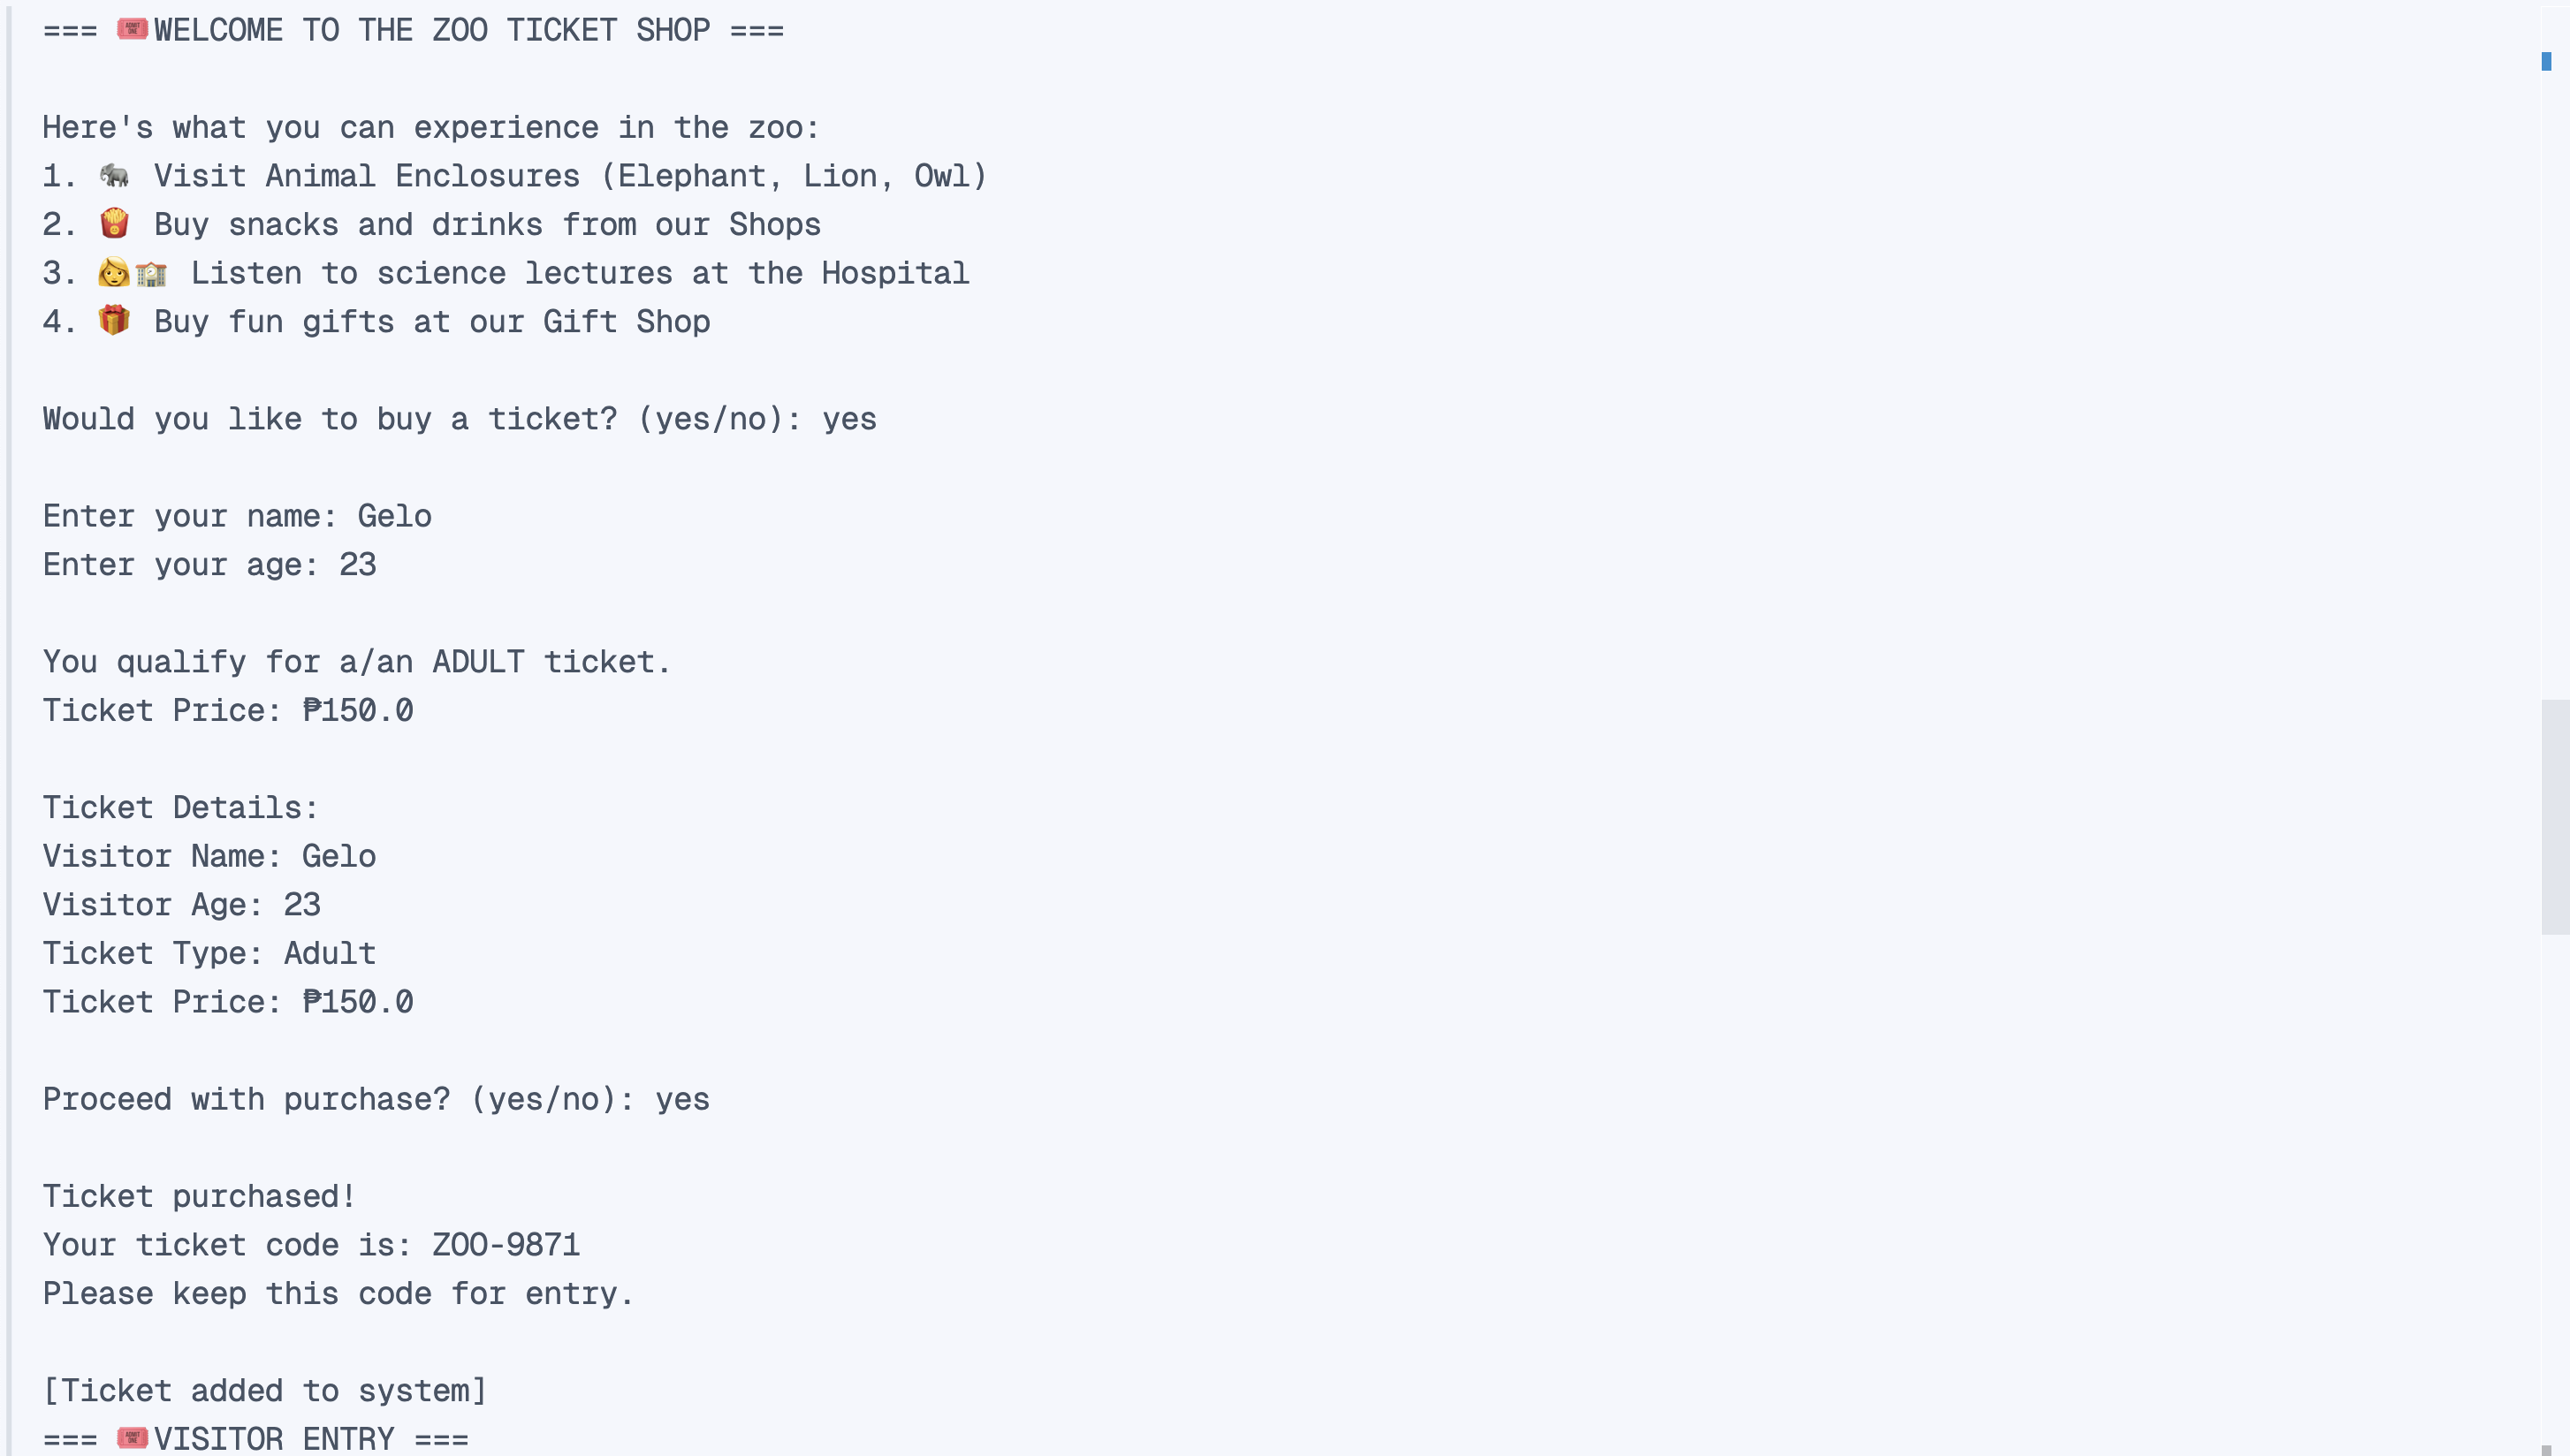 === 🎟️WELCOME TO THE ZOO TICKET SHOP ===
Here's what you can experience in the zoo:
1. 🐘 Visit Animal Enclosures (Elephant, Lion, Owl)
2. 🍟 Buy snacks and drinks from our Shops
3. 👩🏫 Listen to science lectures at the Hospital
4. 🎁 Buy fun gifts at our Gift Shop
Would you like to buy a ticket? (yes/no): yes
Enter your name: Gelo
Enter your age: 23
You qualify for a/an ADULT ticket.
Ticket Price: ₱150.0
Ticket Details:
Visitor Name: Gelo
Visitor Age: 23
Ticket Type: Adult
Ticket Price: ₱150.0
Proceed with purchase? (yes/no): yes
Ticket purchased!
Your ticket code is: ZOO-9871
Please keep this code for entry.
[Ticket added to system]
=== 🎟️VISITOR ENTRY ===